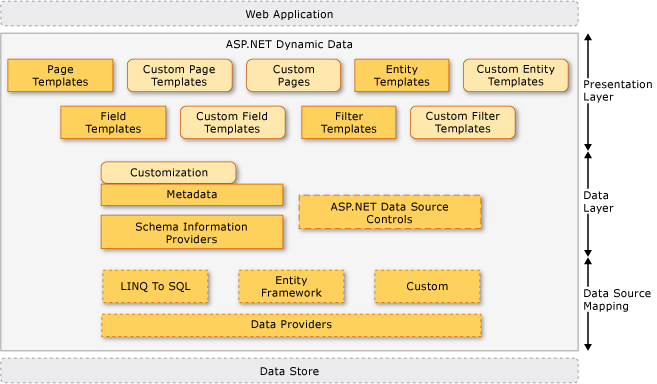 Web Application
ASP.NET Dynamic Data
Page
Templates
Custom Page
Templates
Custom
Pages
Entity
Templates
Custom Entity
Templates
Field
Templates
Custom Field
Templates
Filter
Templates
Custom Filter
Templates
Presentation
Layer
Customization
Metadata
Schema Information
Providers
ASP.NET Data Source
Controls
Data
Layer
LINQ To SQL
Entity
Framework
Custom
Data Providers
Data Source
Mapping
Data Store